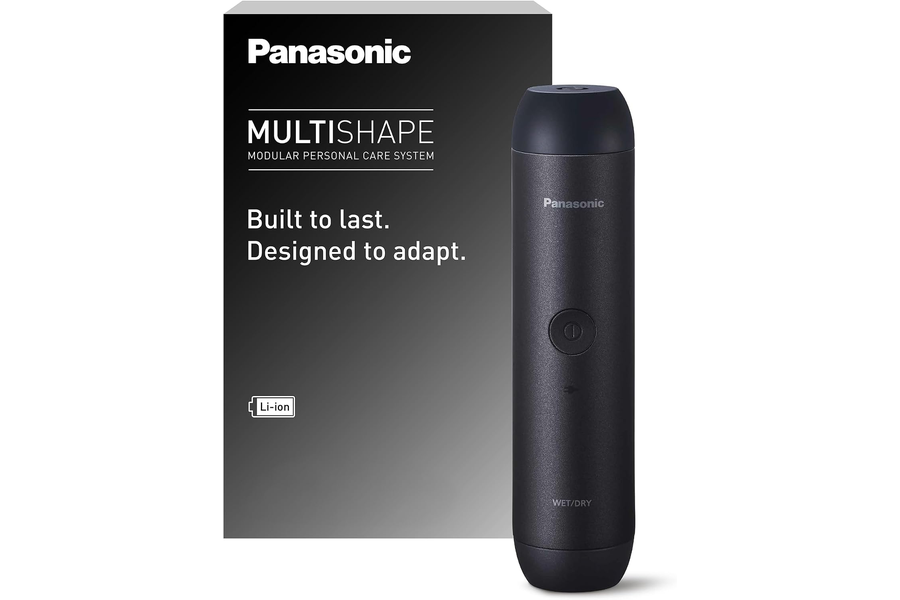 Panasonic
MULTISHAPE
MODULAR PERSONAL CARE SYSTEM
Built to last.
Designed to adapt.
Li-ion
Panasonic
WET/DRY